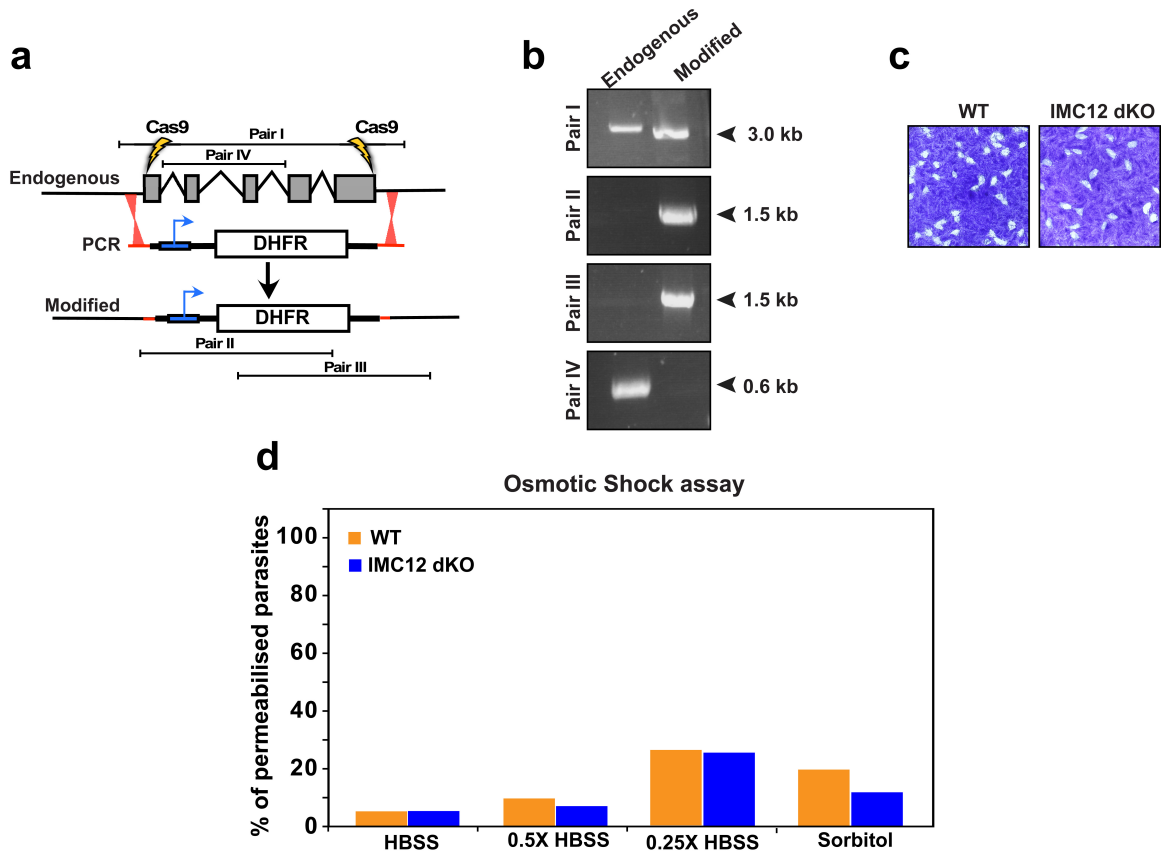 a
Cas9
Pair I
Cas9
Pair IV
Endogenous
PCR
DHFR
Modified
DHFR
Pair II
Pair III
b
Endogenous
Modified
Pair I
3.0 kb
Pair II
1.5 kb
Pair III
1.5 kb
Pair IV
0.6 kb
c
WT
IMC12 dKO
d
Osmotic Shock assay
% of permeabilised parasites
100
80
60
40
20
0
WT
IMC12 dKO
HBSS
0.5X HBSS
0.25X HBSS
Sorbitol